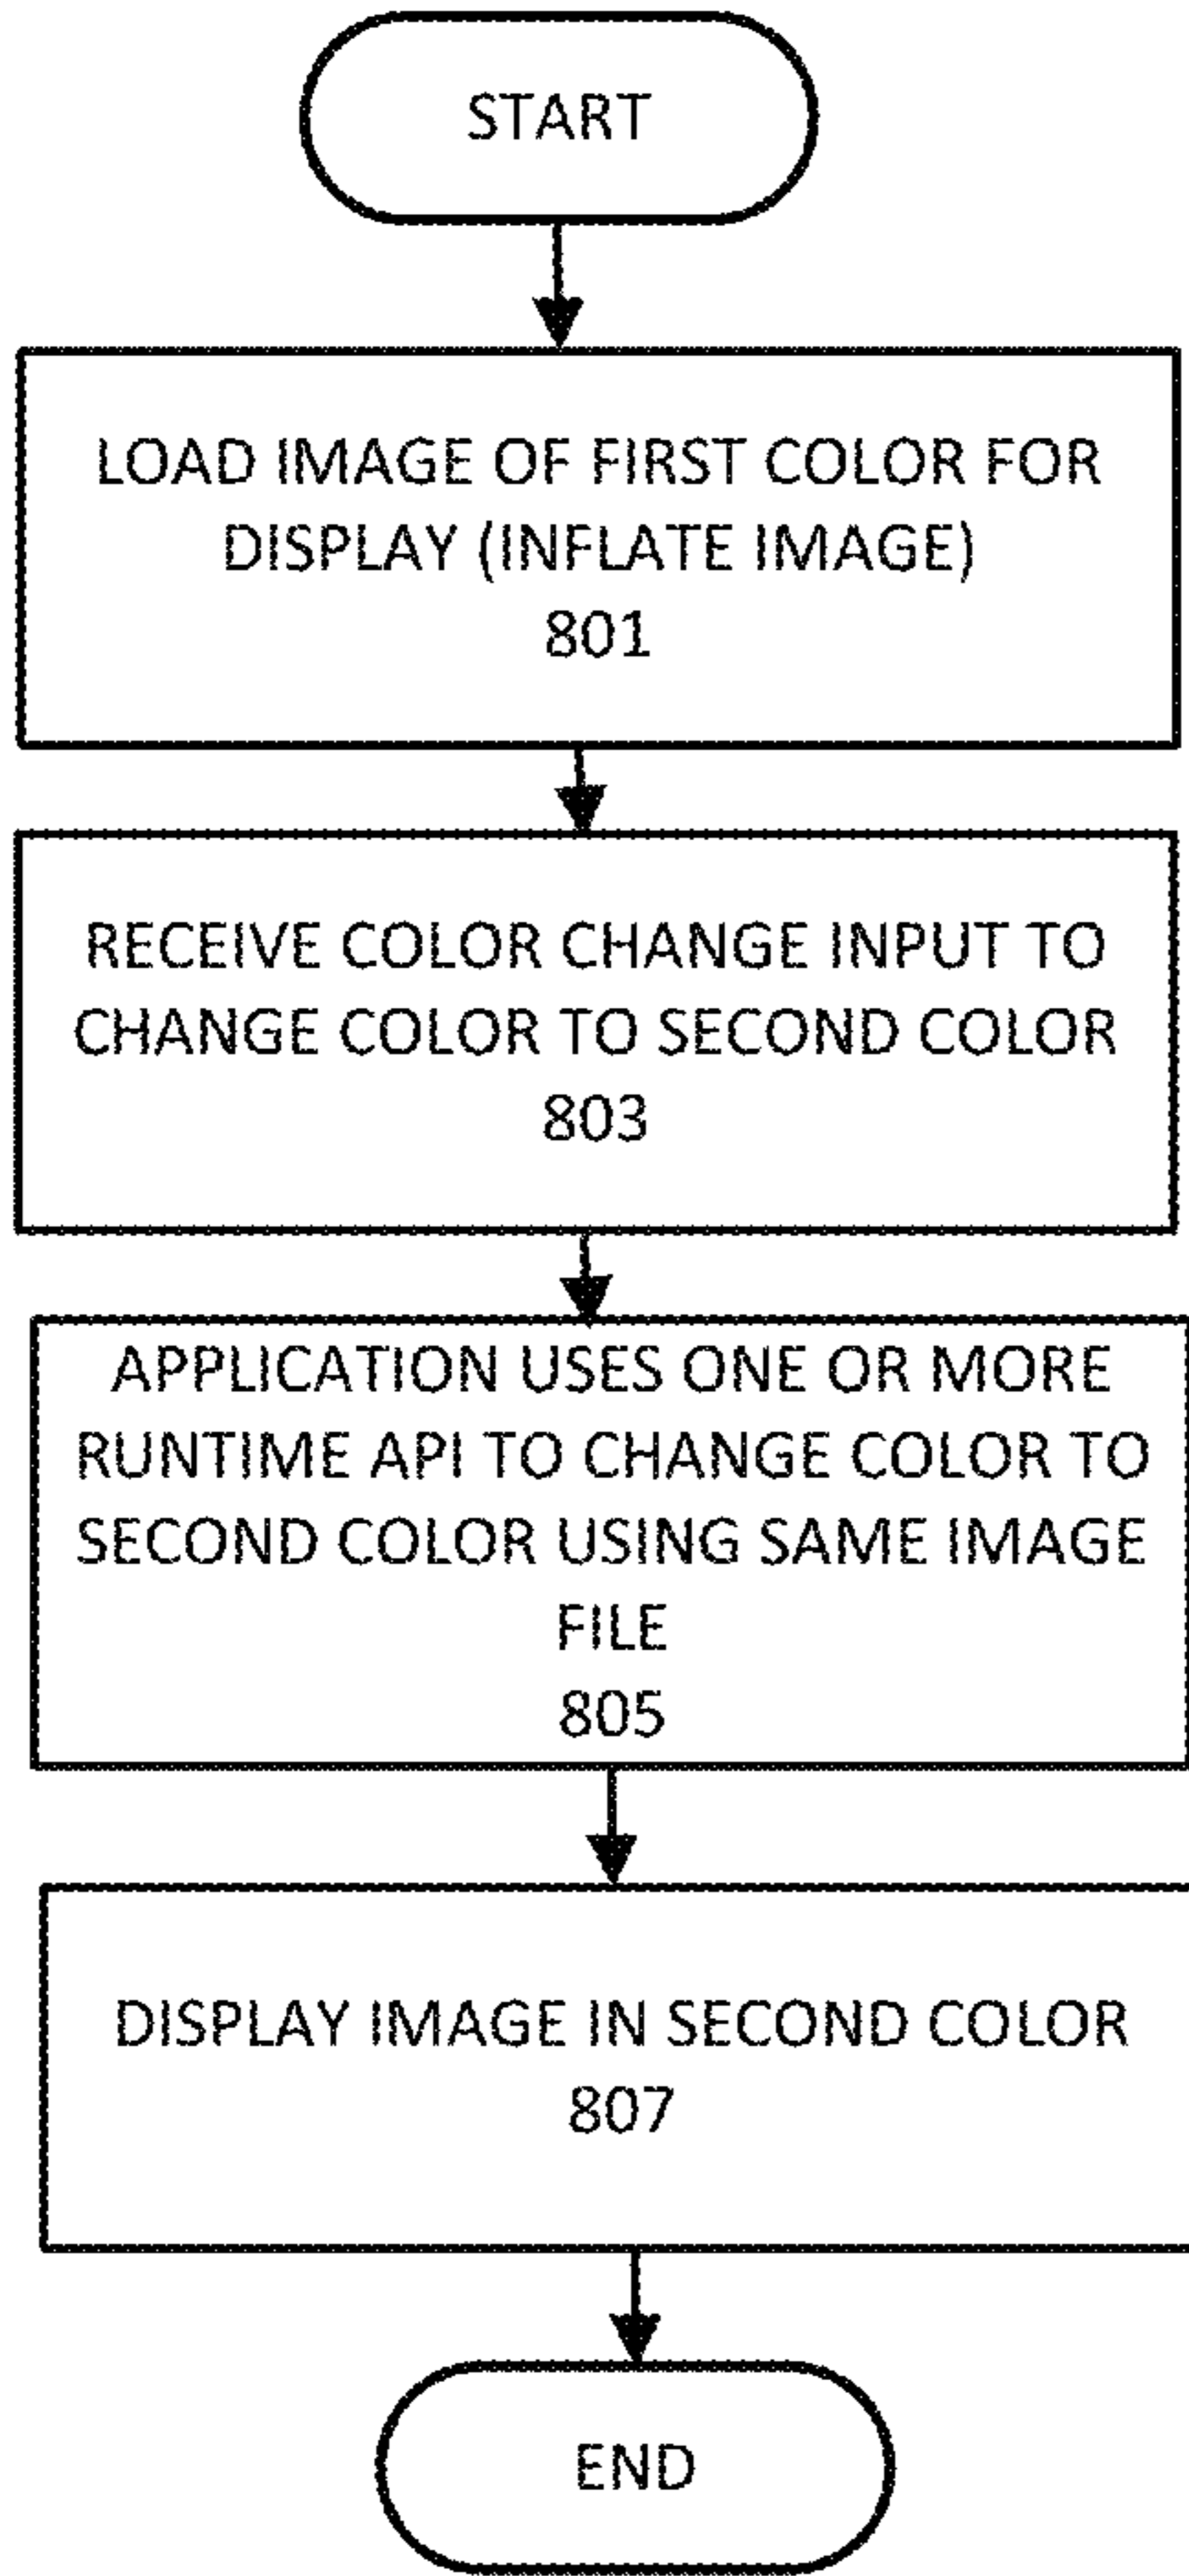 START
LOAD IMAGE OF FIRST COLOR FOR
DISPLAY (INFLATE IMAGE)
801
RECEIVE COLOR CHANGE INPUT TO
CHANGE COLOR TO SECOND COLOR
803
APPLICATION USES ONE OR MORE
RUNTIME API TO CHANGE COLOR TO
SECOND COLOR USING SAME IMAGE
FILE
805
DISPLAY IMAGE IN SECOND COLOR
807
END